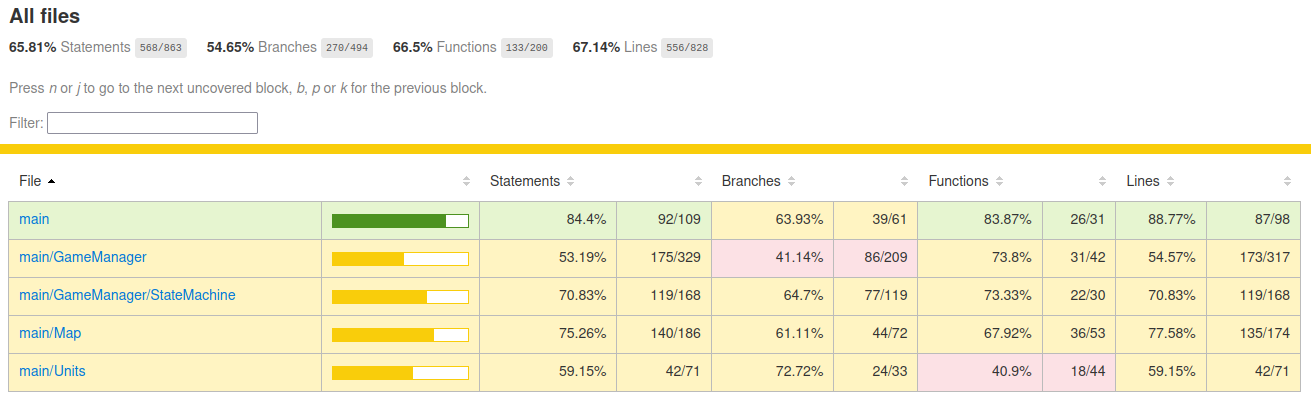 All files
65.81% Statements 568/863 54.65% Branches 270/494 66.5% Functions 133/200 67.14% Lines 556/828
Press n or j to go to the next uncovered block, b, p or k for the previous block.
Filter:
File Statements Branches Functions Lines
main 84.4% 92/109 63.93% 39/61 83.87% 26/31 88.77% 87/98
main/GameManager 53.19% 175/329 41.14% 86/209 73.8% 31/42 54.57% 173/317
main/GameManager/StateMachine 70.83% 119/168 64.7% 77/119 73.33% 22/30 70.83% 119/168
main/Map 75.26% 140/186 61.11% 44/72 67.92% 36/53 77.58% 135/174
main/Units 59.15% 42/71 72.72% 24/33 40.9% 18/44 59.15% 42/71